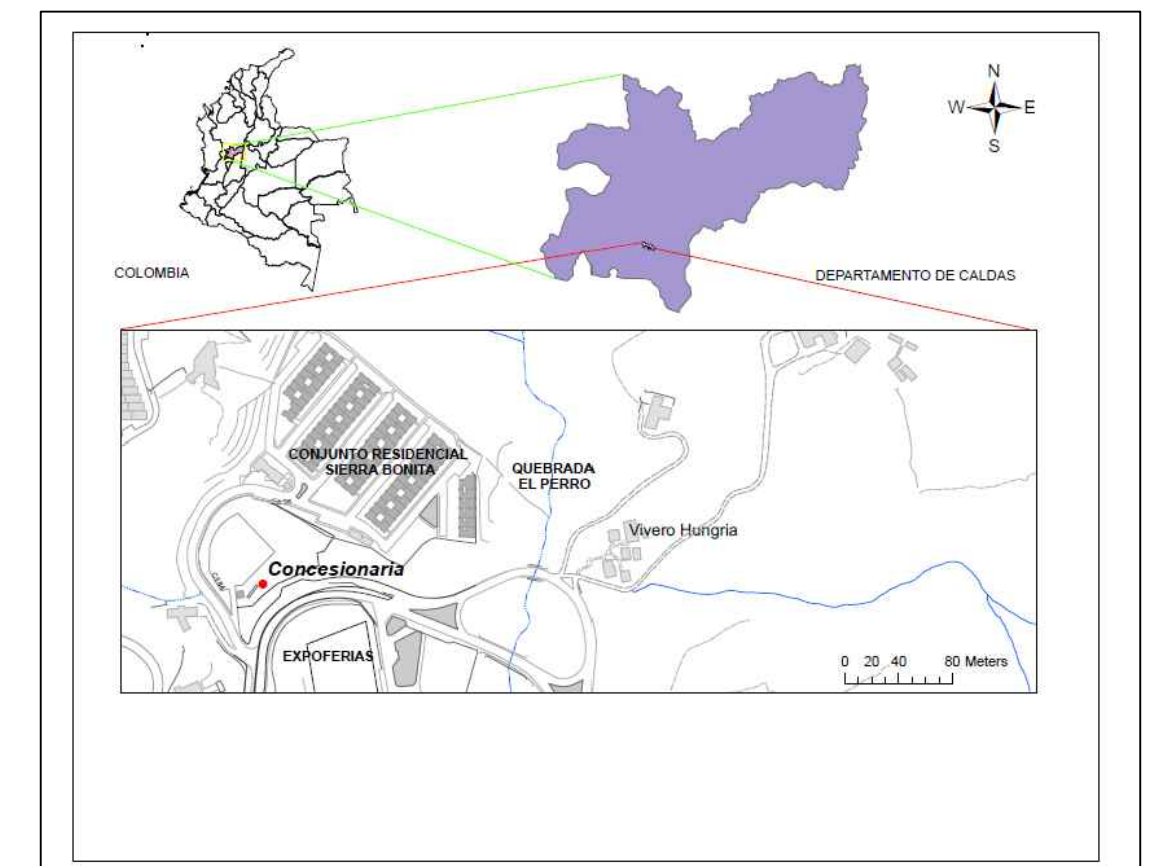 N
W E
S
COLOMBIA
DEPARTAMENTO DE CALDAS
CONJUNTO RESIDENCIAL
SIERRA BONITA
QUEBRADA
EL PERRO
Vivero Hungria
Concesionaria
EXPOFERIAS
0 20 40 80 Meters